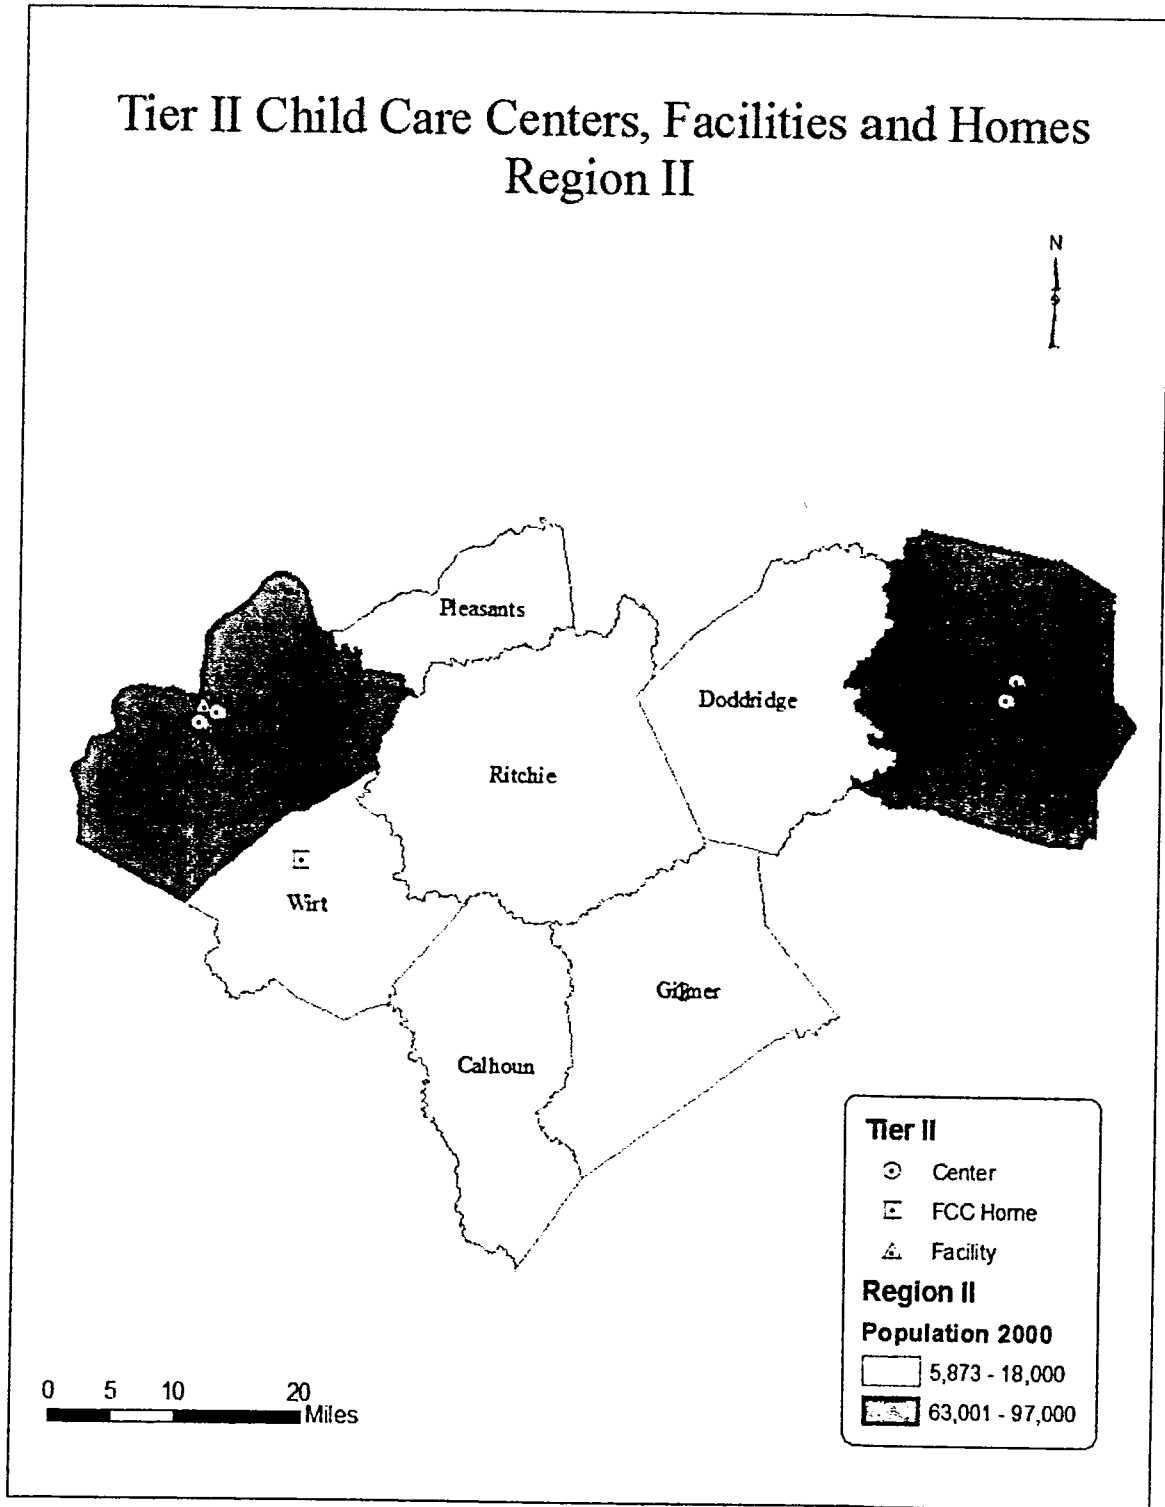 Tier II Child Care Centers, Facilities and Homes
Region II
N
Pleasants
Doddridge
Ritchie
Wirt
Gilmer
Calhoun
Tier II
Center
FCC Home
Facility
Region II
Population 2000
5,873 - 18,000
63,001 - 97,000
0 5 10 20
Miles